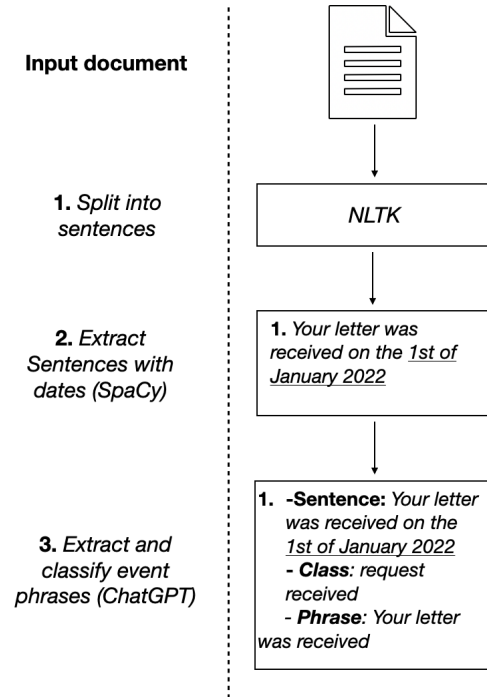 Input document
1. Split into
sentences
NLTK
2. Extract
Sentences with
dates (SpaCy)
1. Your letter was
received on the 1st of
January 2022
3. Extract and
classify event
phrases (ChatGPT)
1. -Sentence: Your letter
was received on the
1st of January 2022
- Class: request
received
- Phrase: Your letter
was received